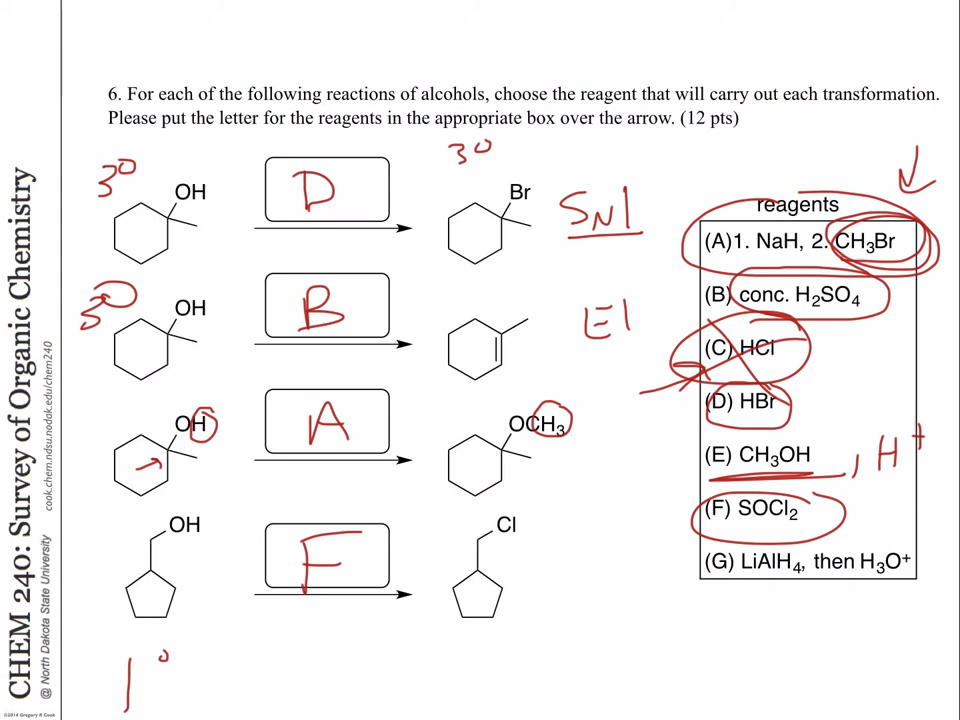 CHEM 240: Survey of Organic Chemistry
@ North Dakota State University cook.chem.ndsu.nodak.edu/chem240
©2014 Gregory R Cook
6. For each of the following reactions of alcohols, choose the reagent that will carry out each transformation.
Please put the letter for the reagents in the appropriate box over the arrow. (12 pts)
3° OH D 3° Br SN1
3° OH B E1
OH A OCH₃
OH F Cl
1°
reagents
(A)1. NaH, 2. CH₃Br
(B) conc. H₂SO₄
(C) HCl
(D) HBr
(E) CH₃OH , H⁺
(F) SOCl₂
(G) LiAlH₄, then H₃O⁺